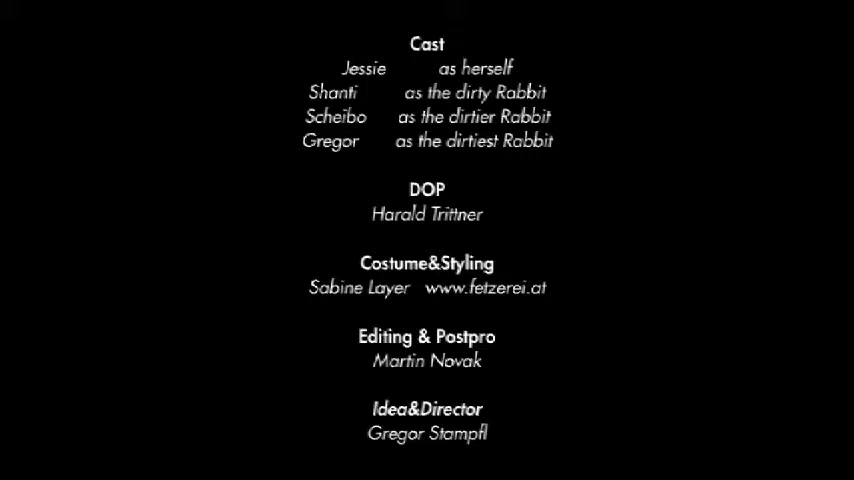 Cast
Jessie as herself
Shanti as the dirty Rabbit
Scheibo as the dirtier Rabbit
Gregor as the dirtiest Rabbit
DOP
Harald Trittner
Costume&Styling
Sabine Layer www.fetzerei.at
Editing & Postpro
Martin Novak
Idea&Director
Gregor Stampfl